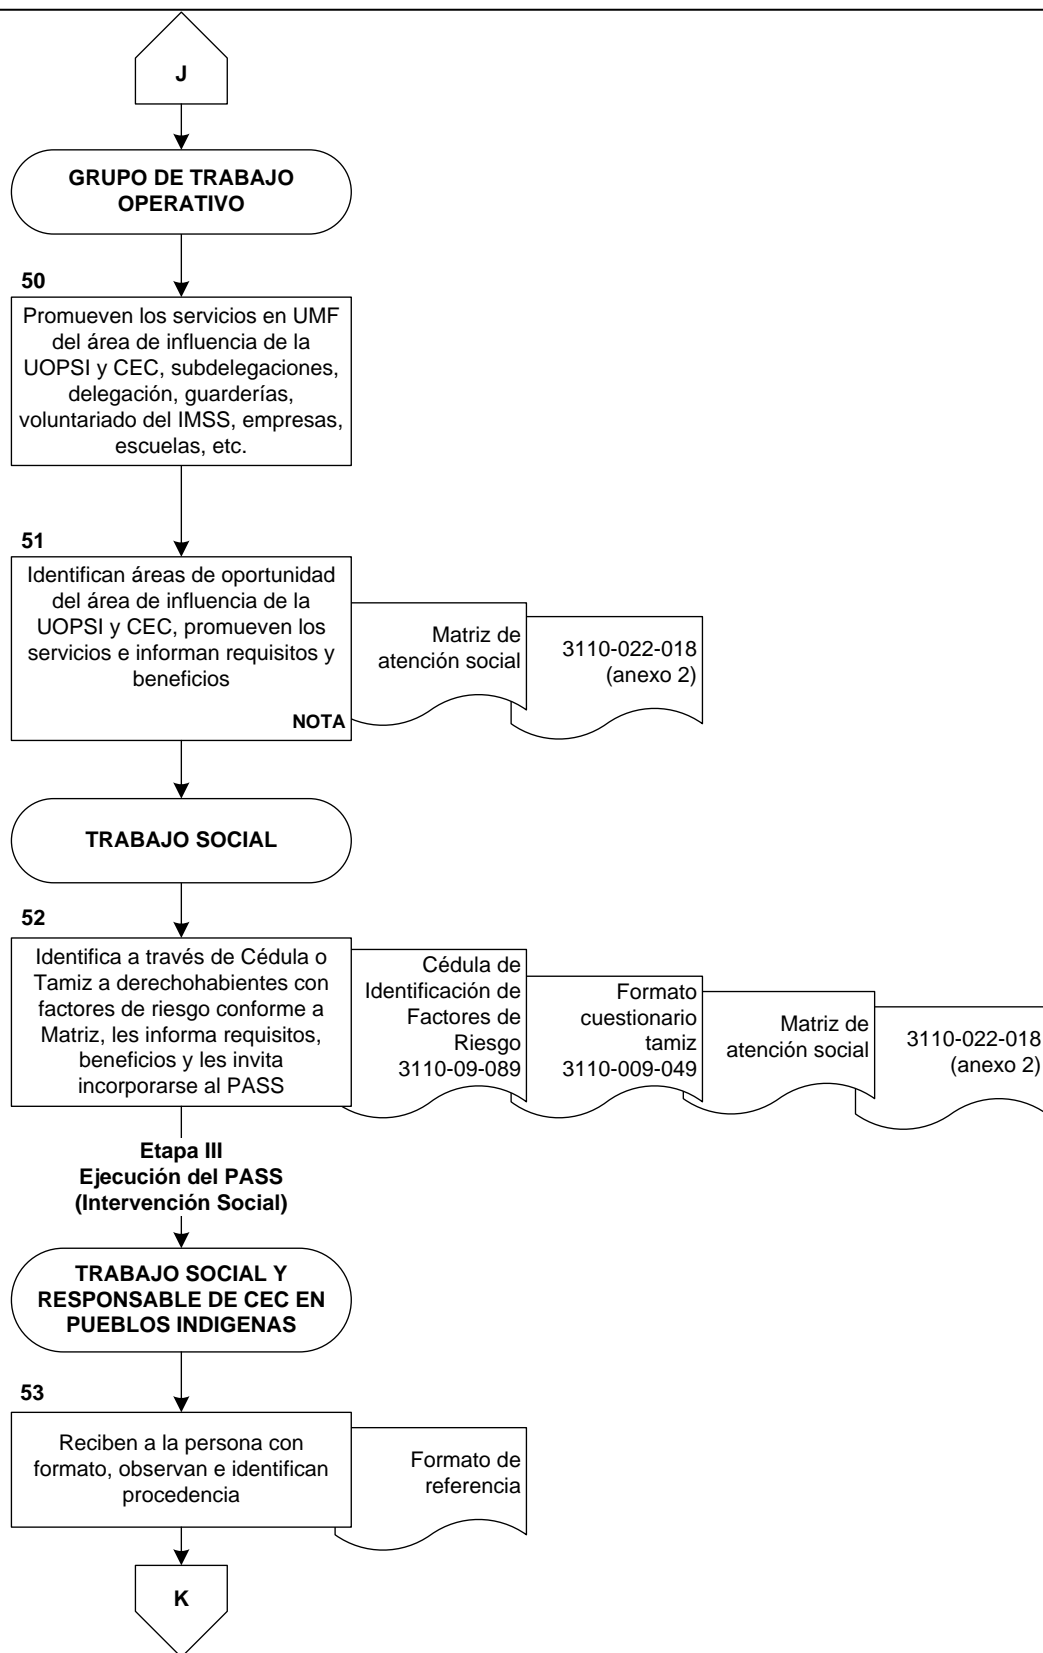 J
GRUPO DE TRABAJO
OPERATIVO
50
Promueven los servicios en UMF
del área de influencia de la
UOPSI y CEC, subdelegaciones,
delegación, guarderías,
voluntariado del IMSS, empresas,
escuelas, etc.
51
Identifican áreas de oportunidad
del área de influencia de la
UOPSI y CEC, promueven los
servicios e informan requisitos y
beneficios
NOTA
Matriz de
atención social
3110-022-018
(anexo 2)
TRABAJO SOCIAL
52
Identifica a través de Cédula o
Tamiz a derechohabientes con
factores de riesgo conforme a
Matriz, les informa requisitos,
beneficios y les invita
incorporarse al PASS
Cédula de
Identificación de
Factores de
Riesgo
3110-09-089
Formato
cuestionario
tamiz
3110-009-049
Matriz de
atención social
3110-022-018
(anexo 2)
Etapa III
Ejecución del PASS
(Intervención Social)
TRABAJO SOCIAL Y
RESPONSABLE DE CEC EN
PUEBLOS INDIGENAS
53
Reciben a la persona con
formato, observan e identifican
procedencia
Formato de
referencia
K